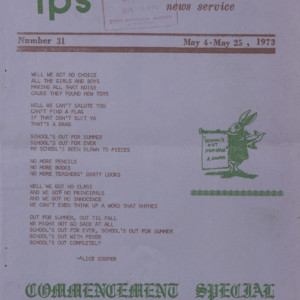 fps
news service
Number 31
May 4-May 25, 1973
WELL WE GOT NO CHOICE
ALL THE GIRLS AND BOYS
MAKING ALL THAT NOISE
CAUSE THEY FOUND NEW TOYS
WELL WE CAN'T SALUTE YOU
CAN'T FIND A FLAG
IF THAT DON'T SUIT YA
THAT'S A DRAG
SCHOOL'S OUT FOR SUMMER
SCHOOL'S OUT FOR EVER
MY SCHOOL'S BEEN BLOWN TO PIECES
NO MORE PENCILS
NO MORE BOOKS
NO MORE TEACHERS' DIRTY LOOKS
WELL WE GOT NO CLASS
AND WE GOT NO PRINCIPALS
AND WE GOT NO INNOCENCE
WE CAN'T EVEN THINK UP A WORD THAT RHYMES
OUT FOR SUMMER, OUT TIL FALL
WE MIGHT NOT GO BACK AT ALL
SCHOOL'S OUT FOR EVER, SCHOOL'S OUT FOR SUMMER
SCHOOL'S OUT WITH FEVER
SCHOOL'S OUT COMPLETELY
-ALICE COOPER
SCHOOL'S
OUT
COMMENCEMENT SPECIAL